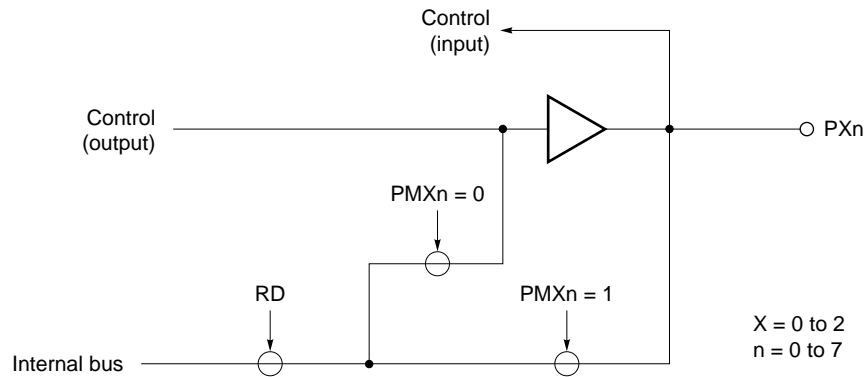 Control
(input)
Control
(output)
PXn
PMXn = 0
RD
PMXn = 1
Internal bus
X = 0 to 2
n = 0 to 7